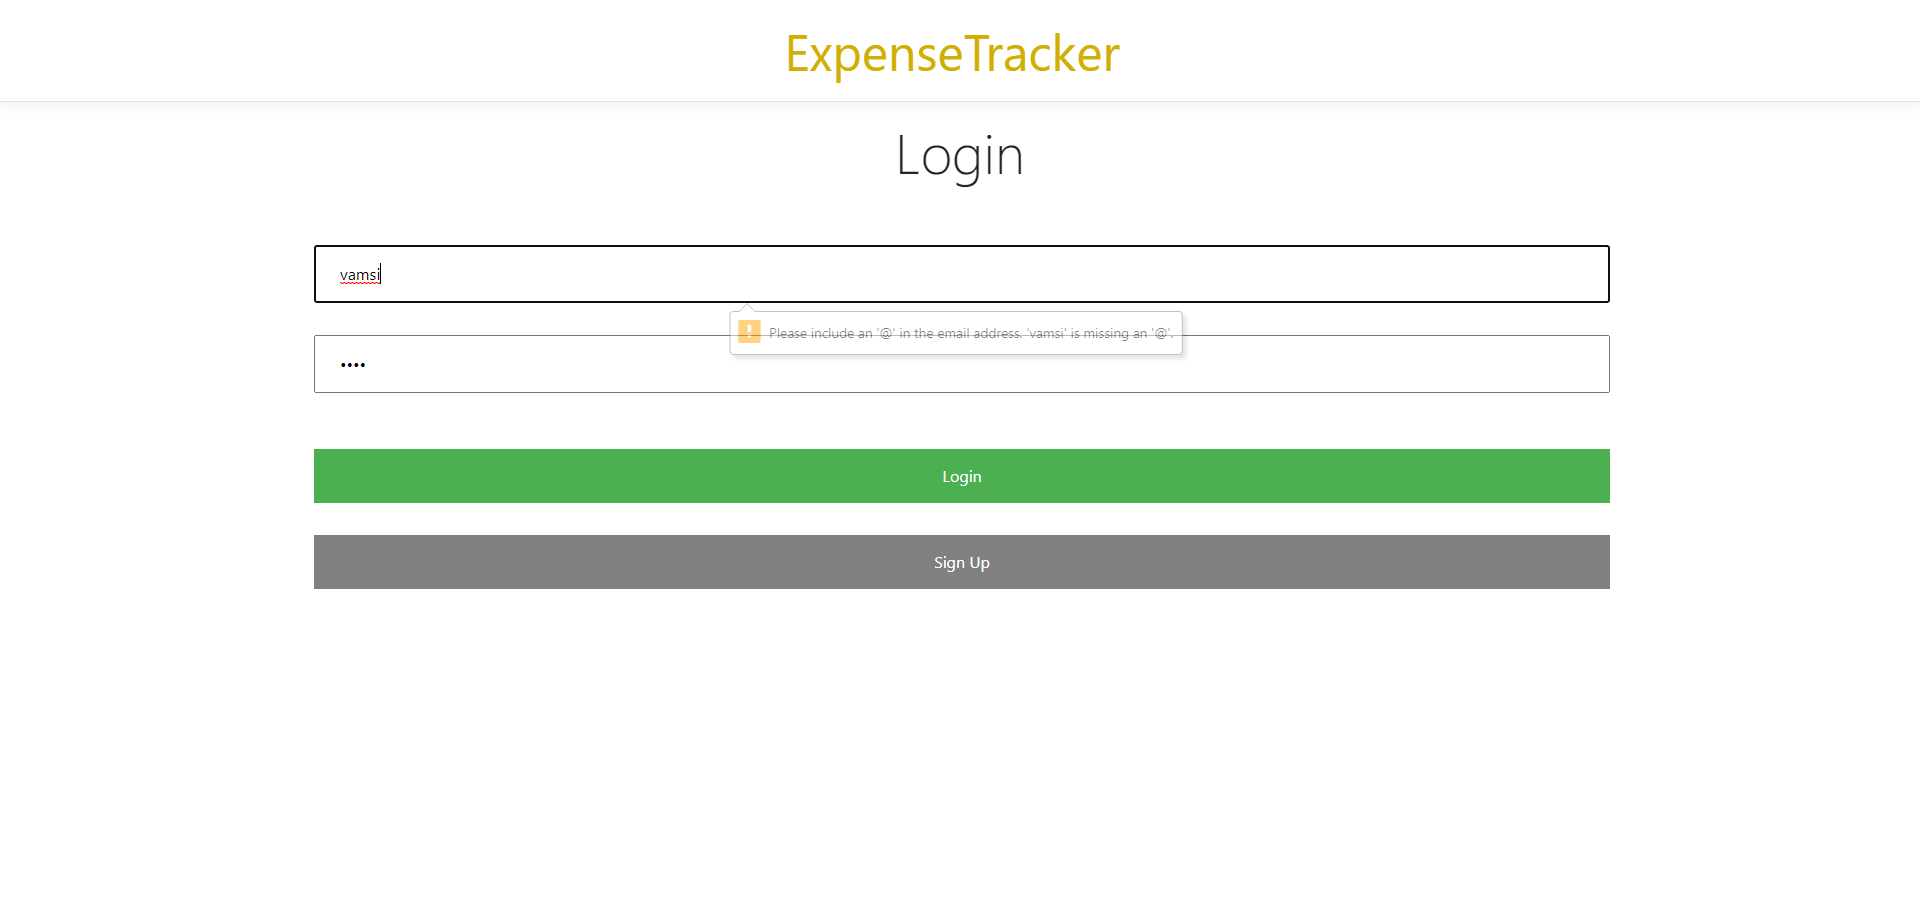 ExpenseTracker
Login
vamsi
Please include an '@' in the email address. 'vamsi' is missing an '@'.
••••
Login
Sign Up